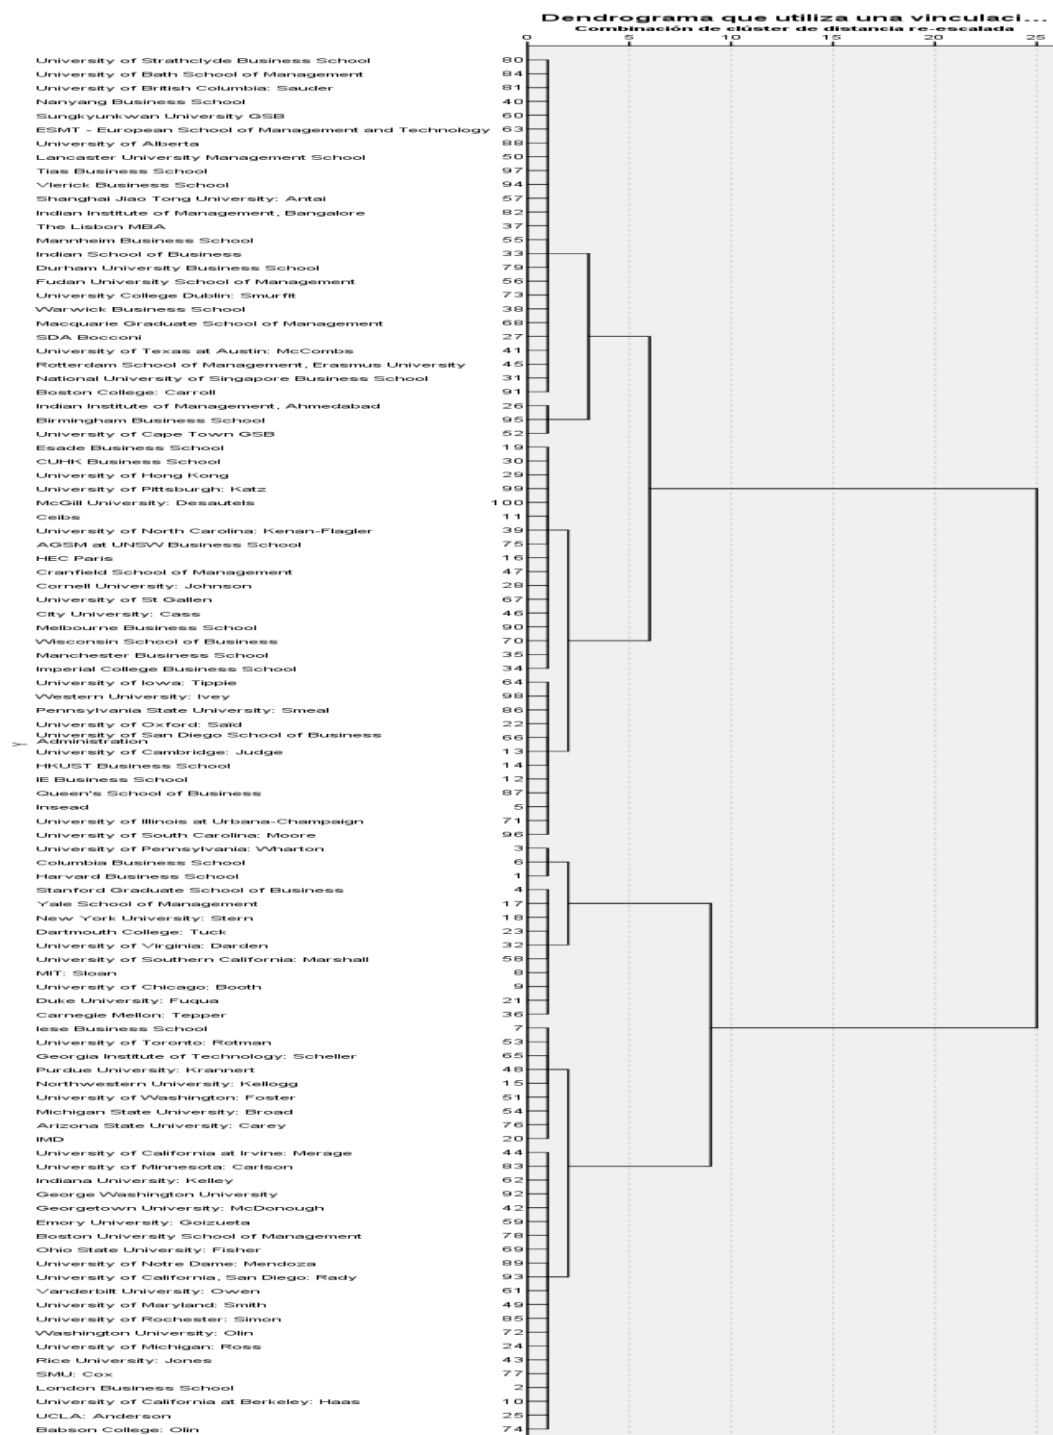 Dendrograma que utiliza una vinculaci...
Combinación de clúster de distancia re-escalada
0 5 10 15 20 25
University of Strathclyde Business School 80
University of Bath School of Management 84
University of British Columbia: Sauder 81
Nanyang Business School 40
Sungkyunkwan University GSB 60
ESMT - European School of Management and Technology 63
University of Alberta 88
Lancaster University Management School 50
Tias Business School 97
Vlerick Business School 94
Shanghai Jiao Tong University: Antai 57
Indian Institute of Management, Bangalore 82
The Lisbon MBA 37
Mannheim Business School 55
Indian School of Business 33
Durham University Business School 79
Fudan University School of Management 56
University College Dublin: Smurfit 73
Warwick Business School 38
Macquarie Graduate School of Management 68
SDA Bocconi 27
University of Texas at Austin: McCombs 41
Rotterdam School of Management, Erasmus University 45
National University of Singapore Business School 31
Boston College: Carroll 91
Indian Institute of Management, Ahmedabad 26
Birmingham Business School 95
University of Cape Town GSB 52
Esade Business School 19
CUHK Business School 30
University of Hong Kong 29
University of Pittsburgh: Katz 99
McGill University: Desautels 100
Ceibs 11
University of North Carolina: Kenan-Flagler 39
AGSM at UNSW Business School 75
HEC Paris 16
Cranfield School of Management 47
Cornell University: Johnson 28
University of St Gallen 67
City University: Cass 46
Melbourne Business School 90
Wisconsin School of Business 70
Manchester Business School 35
Imperial College Business School 34
University of Iowa: Tippie 64
Western University: Ivey 98
Pennsylvania State University: Smeal 86
University of Oxford: Saïd 22
University of San Diego School of Business
Administration 66
Y
University of Cambridge: Judge 13
HKUST Business School 14
IE Business School 12
Queen's School of Business 87
Insead 5
University of Illinois at Urbana-Champaign 71
University of South Carolina: Moore 96
University of Pennsylvania: Wharton 3
Columbia Business School 6
Harvard Business School 1
Stanford Graduate School of Business 4
Yale School of Management 17
New York University: Stern 18
Dartmouth College: Tuck 23
University of Virginia: Darden 32
University of Southern California: Marshall 58
MIT: Sloan 8
University of Chicago: Booth 9
Duke University: Fuqua 21
Carnegie Mellon: Tepper 36
Iese Business School 7
University of Toronto: Rotman 53
Georgia Institute of Technology: Scheller 65
Purdue University: Krannert 48
Northwestern University: Kellogg 15
University of Washington: Foster 51
Michigan State University: Broad 54
Arizona State University: Carey 76
IMD 20
University of California at Irvine: Merage 44
University of Minnesota: Carlson 83
Indiana University: Kelley 62
George Washington University 92
Georgetown University: McDonough 42
Emory University: Goizueta 59
Boston University School of Management 78
Ohio State University: Fisher 69
University of Notre Dame: Mendoza 89
University of California, San Diego: Rady 93
Vanderbilt University: Owen 61
University of Maryland: Smith 49
University of Rochester: Simon 85
Washington University: Olin 72
University of Michigan: Ross 24
Rice University: Jones 43
SMU: Cox 77
London Business School 2
University of California at Berkeley: Haas 10
UCLA: Anderson 25
Babson College: Olin 74